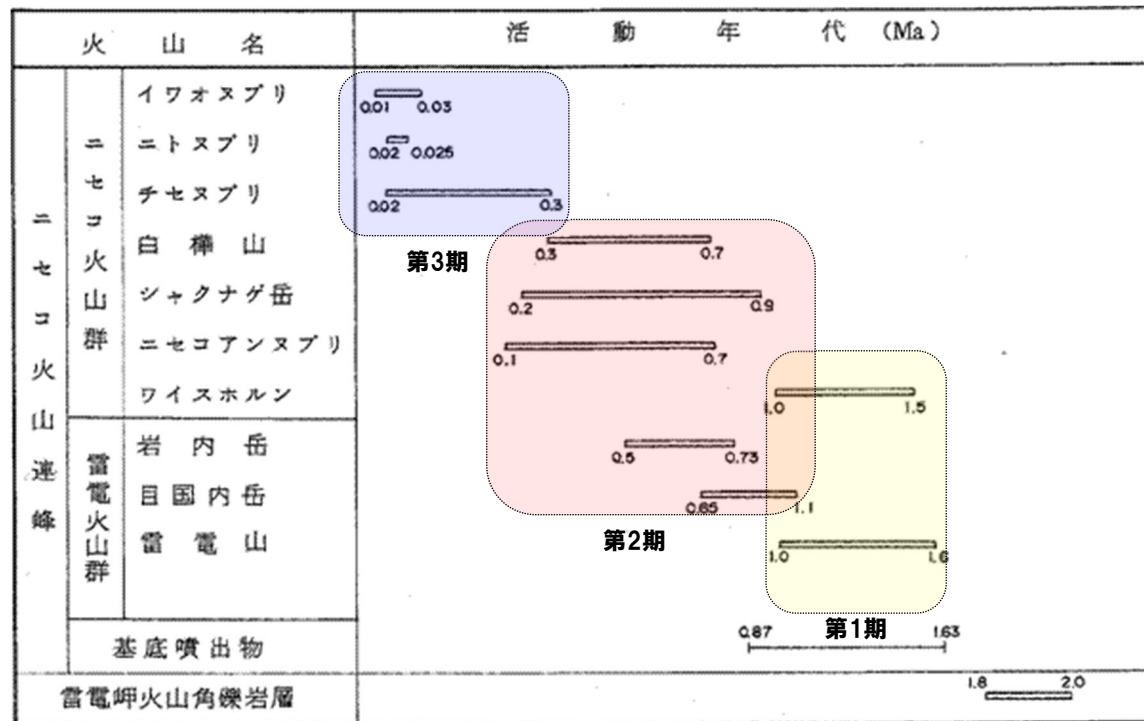 火山名 活動年代 (Ma)
ニセコ火山連峰
ニセコ火山群
イワオヌプリ 0.01 0.03
ニトヌプリ 0.02 0.025
チセヌプリ 0.02 0.3
第3期
白樺山 0.3 0.7
シャクナゲ岳 0.2 0.9
ニセコアンヌプリ 0.1 0.7
ワイスホルン 1.0 1.5
雷電火山群
岩内岳 0.5 0.73
目国内岳 0.65 1.1
第2期
雷電山 1.0 1.6
第1期
基底噴出物 0.87 1.63
雷電岬火山角礫岩層 1.8 2.0